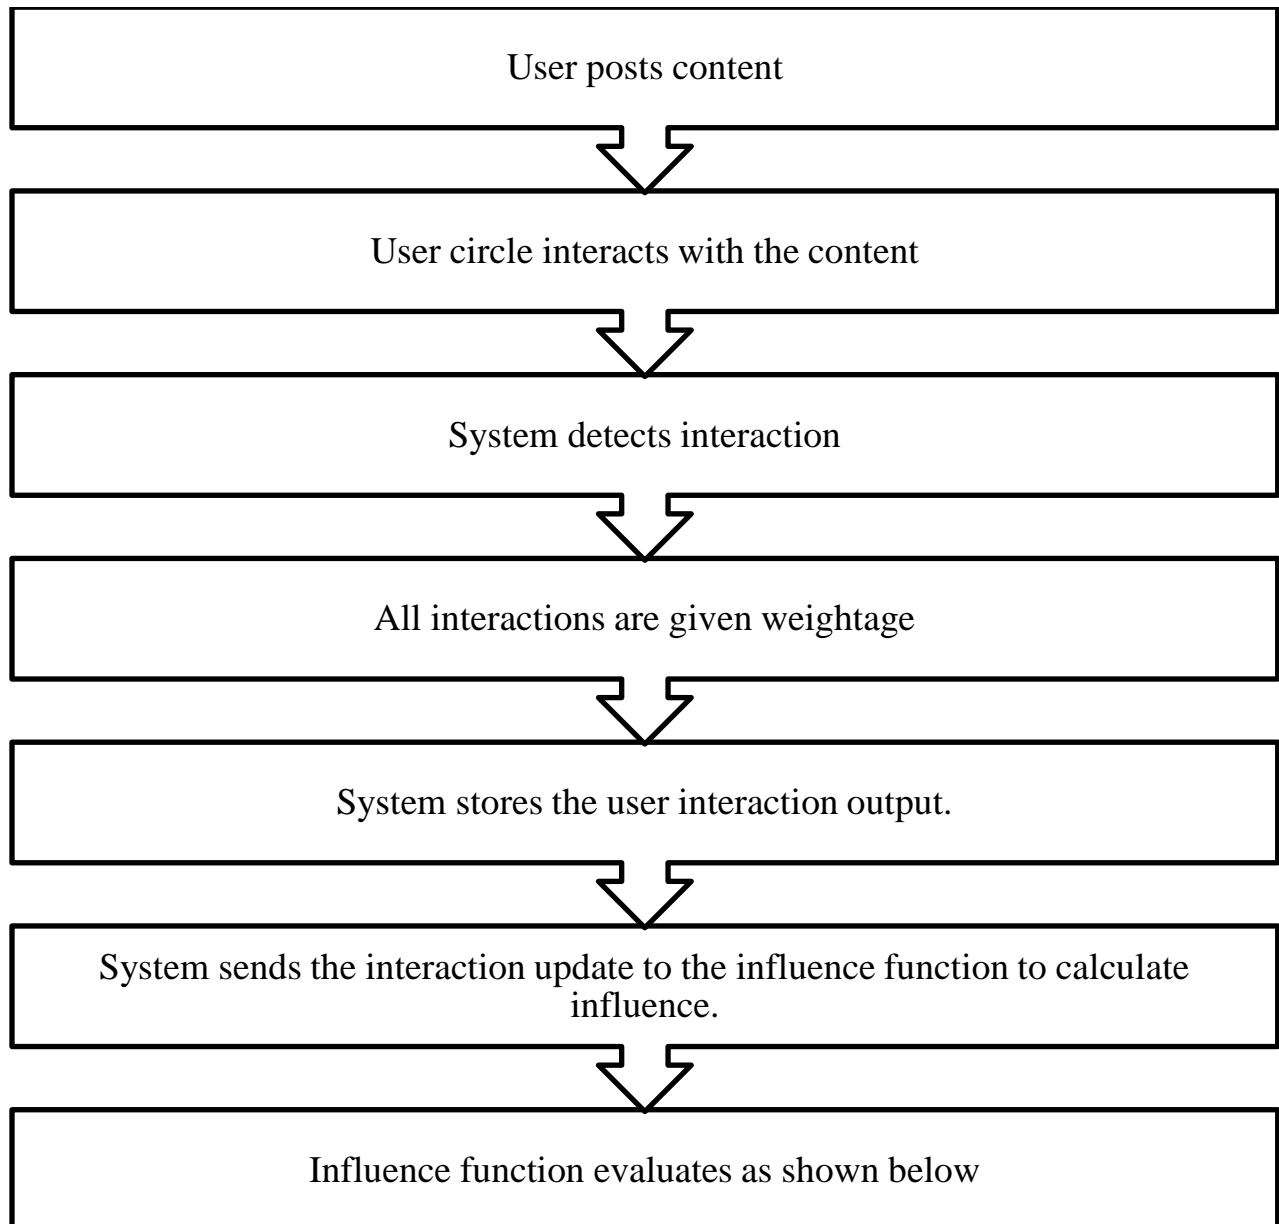 User posts content
User circle interacts with the content
System detects interaction
All interactions are given weightage
System stores the user interaction output.
System sends the interaction update to the influence function to calculate
influence.
Influence function evaluates as shown below